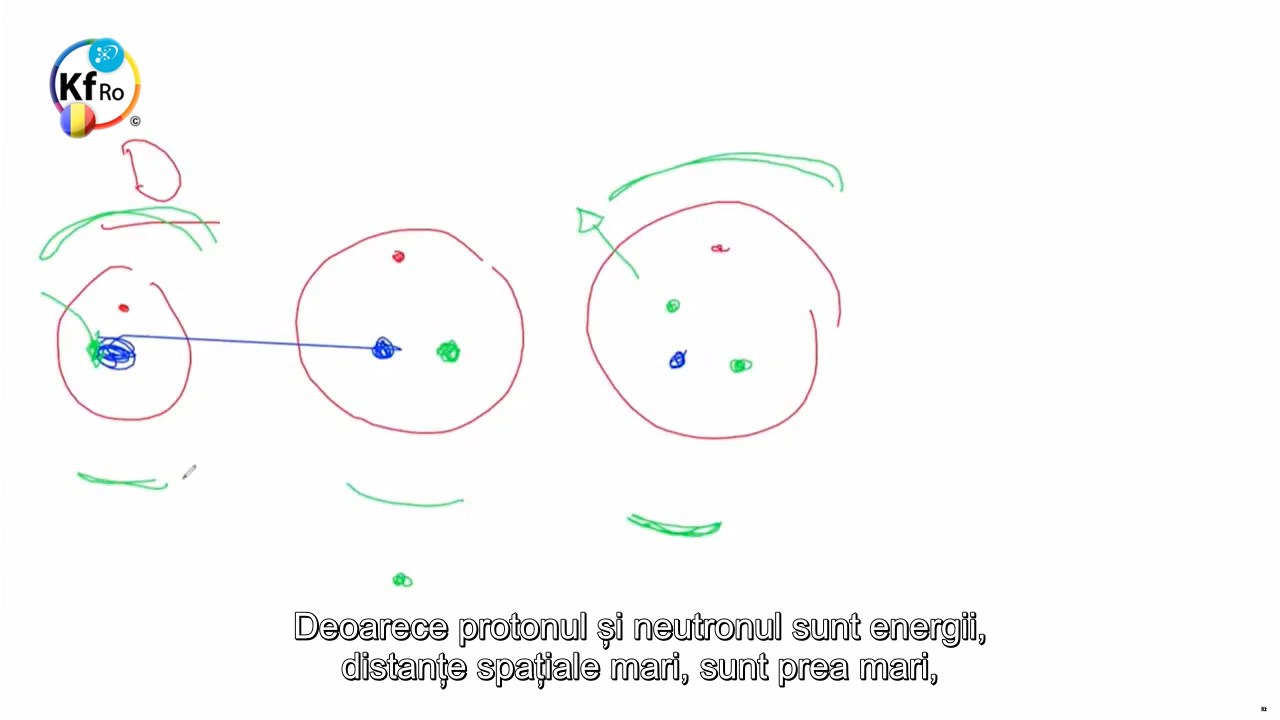 Kf Ro
©
Deoarece protonul și neutronul sunt energii,
distanțe spațiale mari, sunt prea mari,